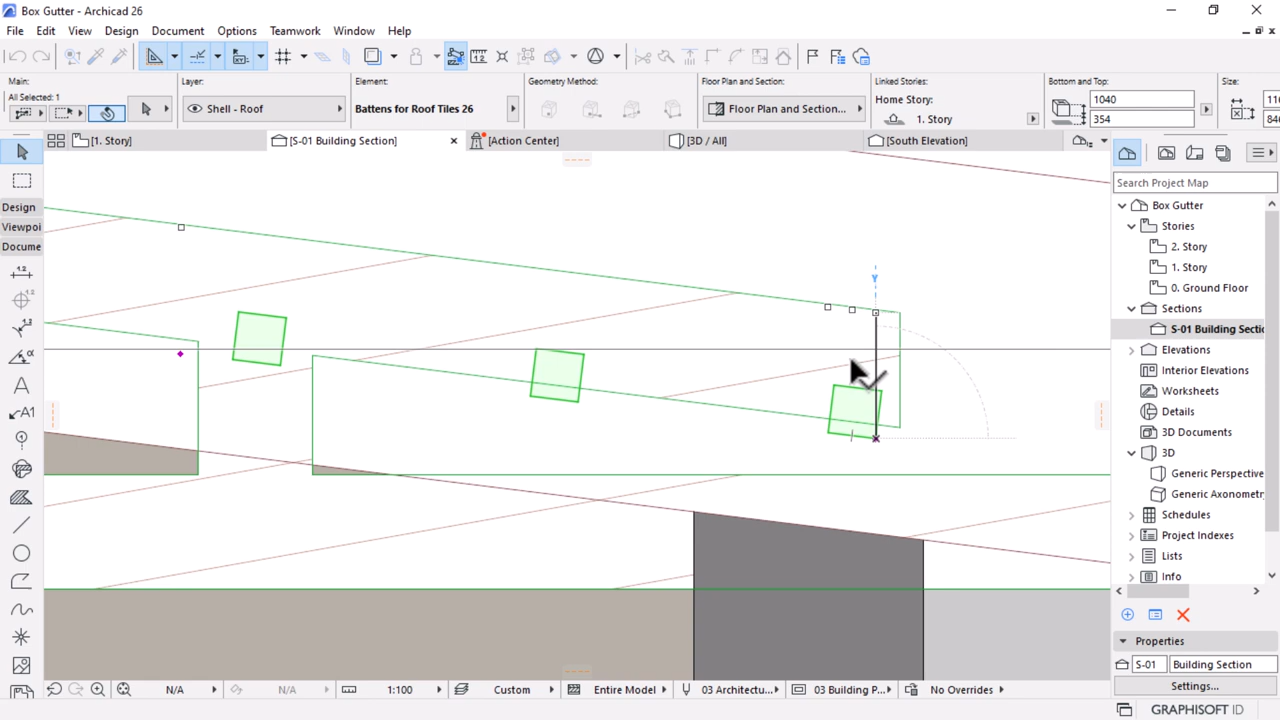 Box Gutter - Archicad 26
File Edit View Design Document Options Teamwork Window Help
Main: Layer: Element: Geometry Method: Floor Plan and Section: Linked Stories: Bottom and Top: Size:
All Selected: 1 Shell - Roof Battens for Roof Tiles 26 Floor Plan and Section... Home Story: 1. Story 1040 354
[1. Story] [S-01 Building Section] [Action Center] [3D / All] [South Elevation]
Design
Viewpoi
Docume
1.2
A
A1
Y
Search Project Map
Box Gutter
Stories
2. Story
1. Story
0. Ground Floor
Sections
S-01 Building Sectio
Elevations
Interior Elevations
Worksheets
Details
3D Documents
3D
Generic Perspective
Generic Axonometr
Schedules
Project Indexes
Lists
Info
Properties
S-01 Building Section
Settings...
N/A N/A 1:100 Custom Entire Model 03 Architectu... 03 Building P... No Overrides
GRAPHISOFT ID